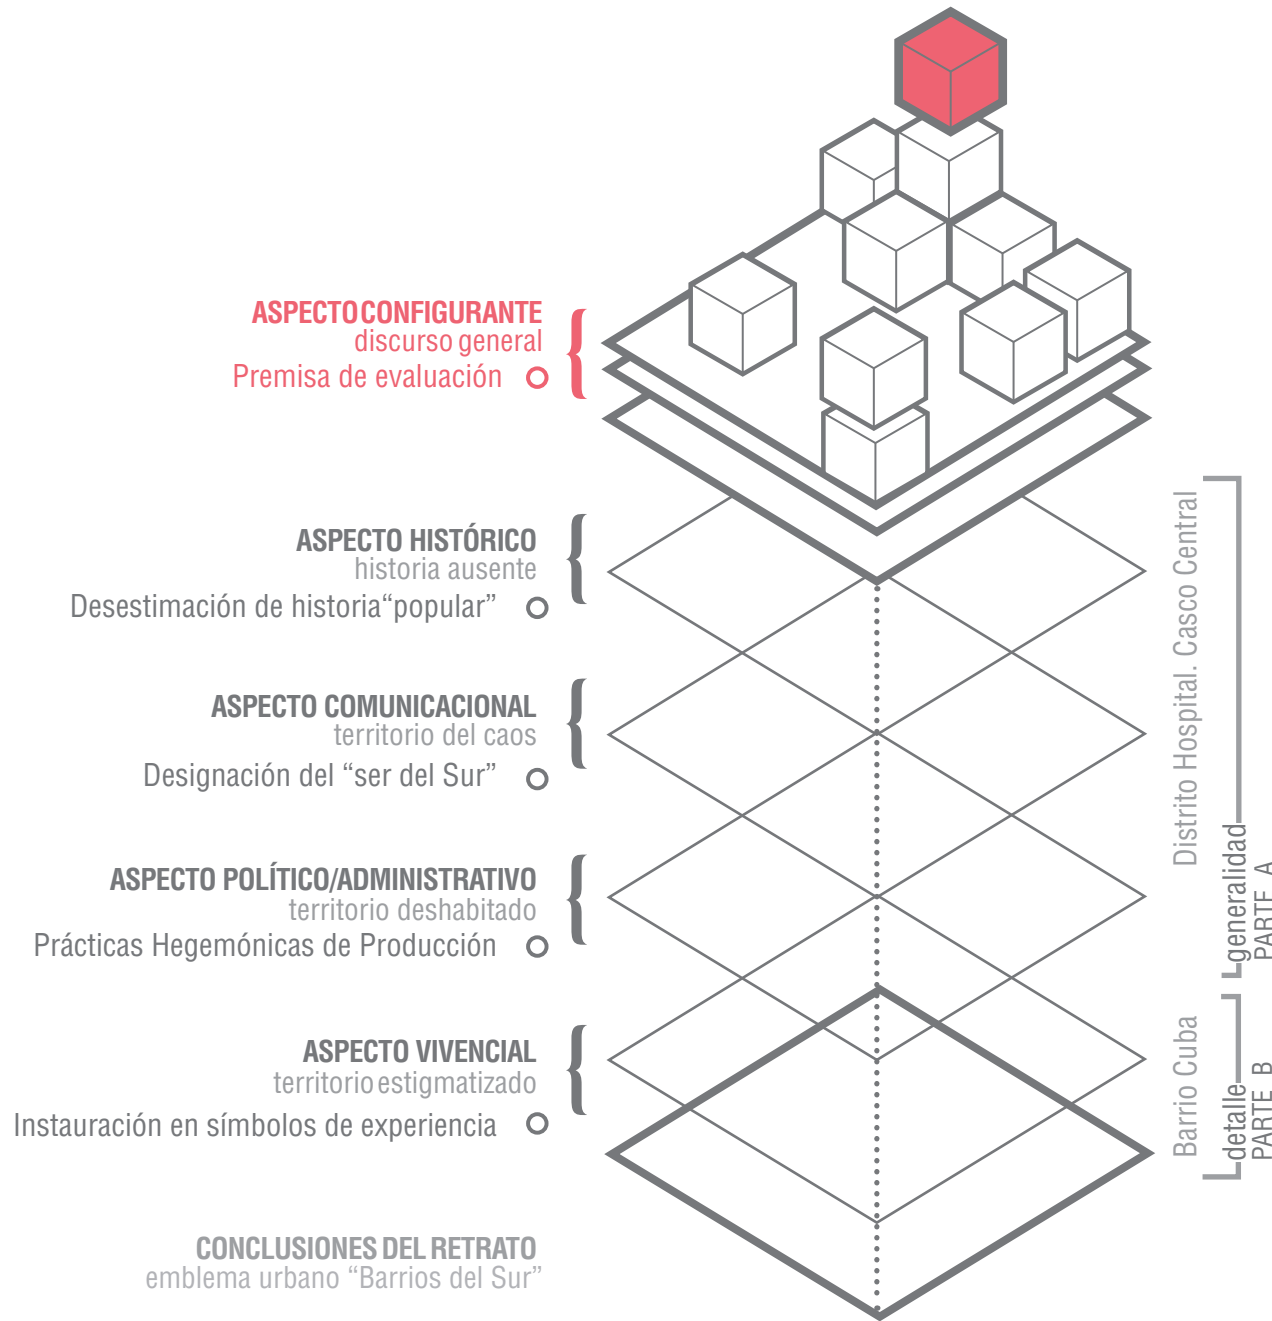 ASPECTO CONFIGURANTE
discurso general
Premisa de evaluación
ASPECTO HISTÓRICO
historia ausente
Desestimación de historia “popular”
ASPECTO COMUNICACIONAL
territorio del caos
Designación del “ser del Sur”
ASPECTO POLÍTICO/ADMINISTRATIVO
territorio deshabitado
Prácticas Hegemónicas de Producción
ASPECTO VIVENCIAL
territorio estigmatizado
Instauración en símbolos de experiencia
CONCLUSIONES DEL RETRATO
emblema urbano “Barrios del Sur”
Distrito Hospital. Casco Central
generalidad
PARTE A
Barrio Cuba
detalle
PARTE B